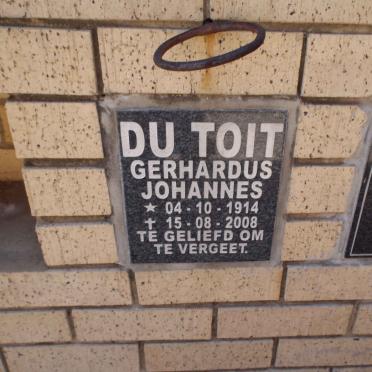 DU TOIT
GERHARDUS
JOHANNES
★ 04 - 10 - 1914
✝ 15 - 08 - 2008
TE GELIEFD OM
TE VERGEET.